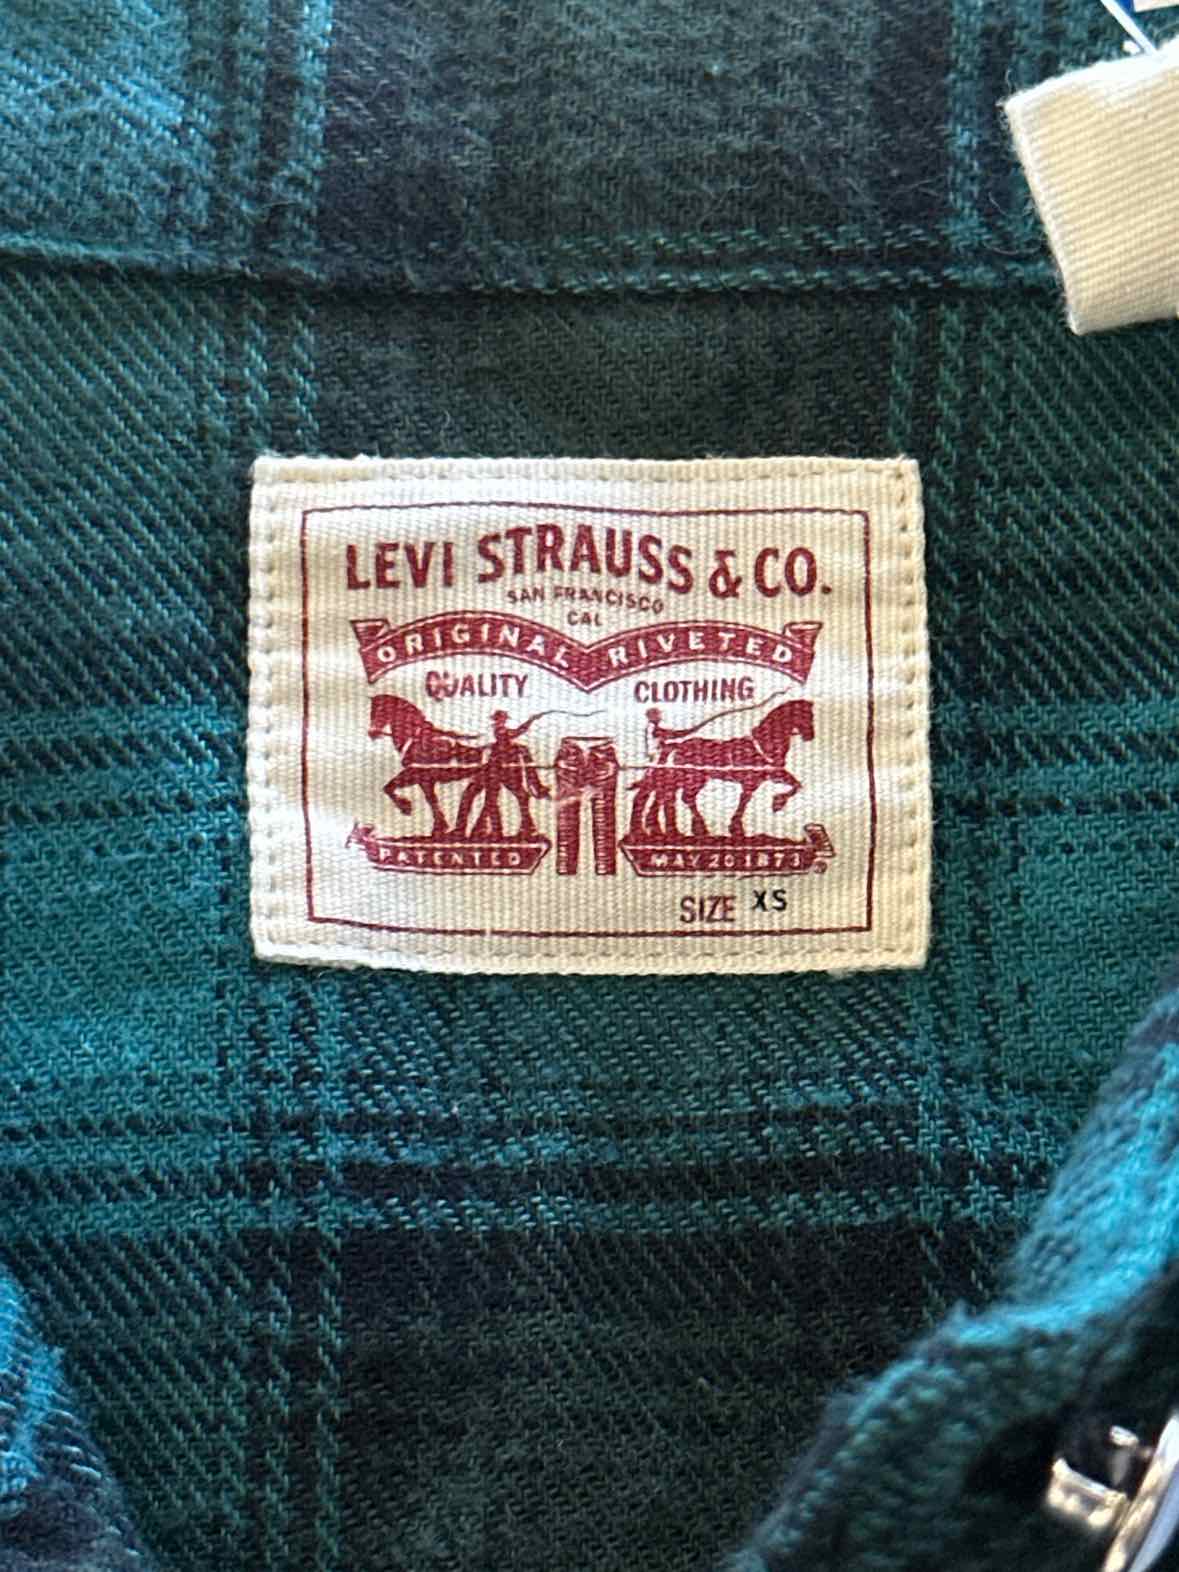 LEVI STRAUSS & CO.
SAN FRANCISCO
CAL
ORIGINAL RIVETED
QUALITY CLOTHING
PATENTED MAY 20 1873
SIZE XS